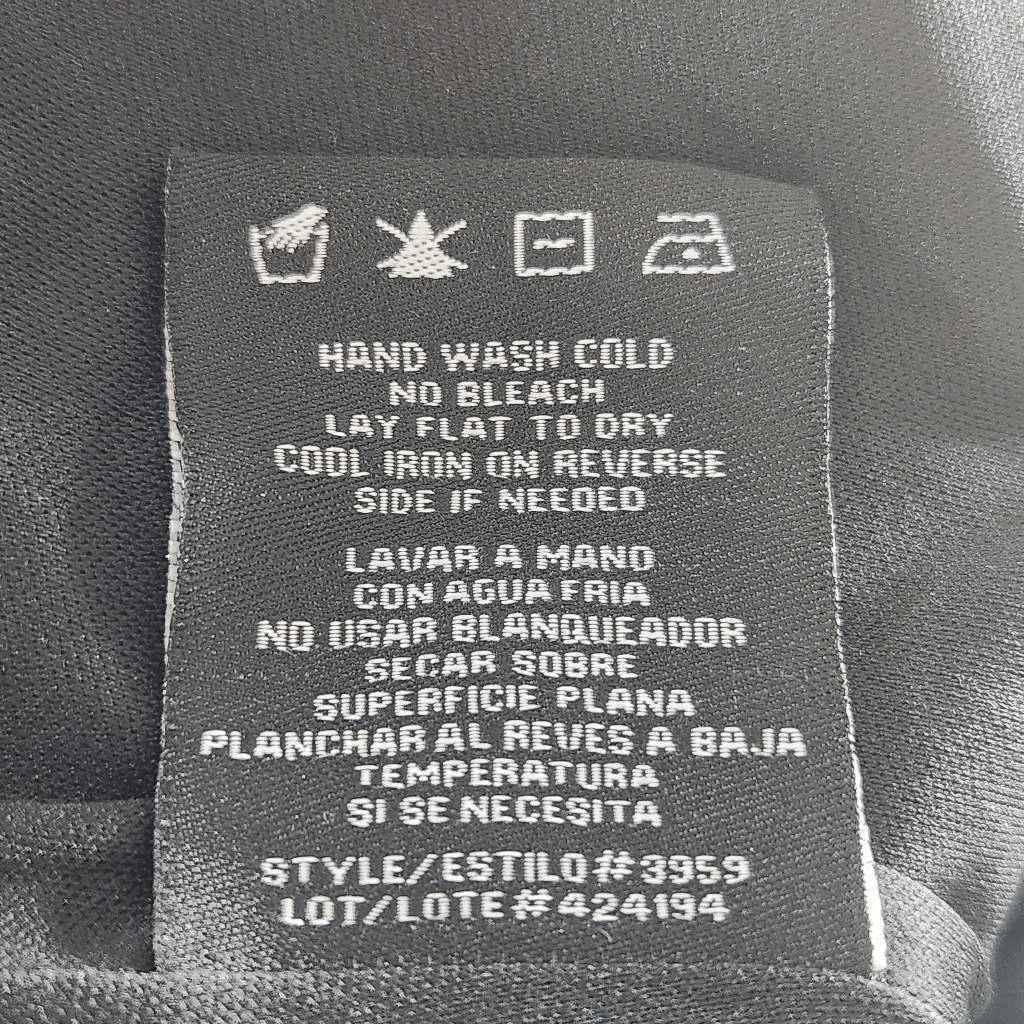 HAND WASH COLD
NO BLEACH
LAY FLAT TO DRY
COOL IRON ON REVERSE
SIDE IF NEEDED
LAVAR A MANO
CON AGUA FRIA
NO USAR BLANQUEADOR
SECAR SOBRE
SUPERFICIE PLANA
PLANCHAR AL REVES A BAJA
TEMPERATURA
SI SE NECESITA
STYLE/ESTILO#3959
LOT/LOTE#424194